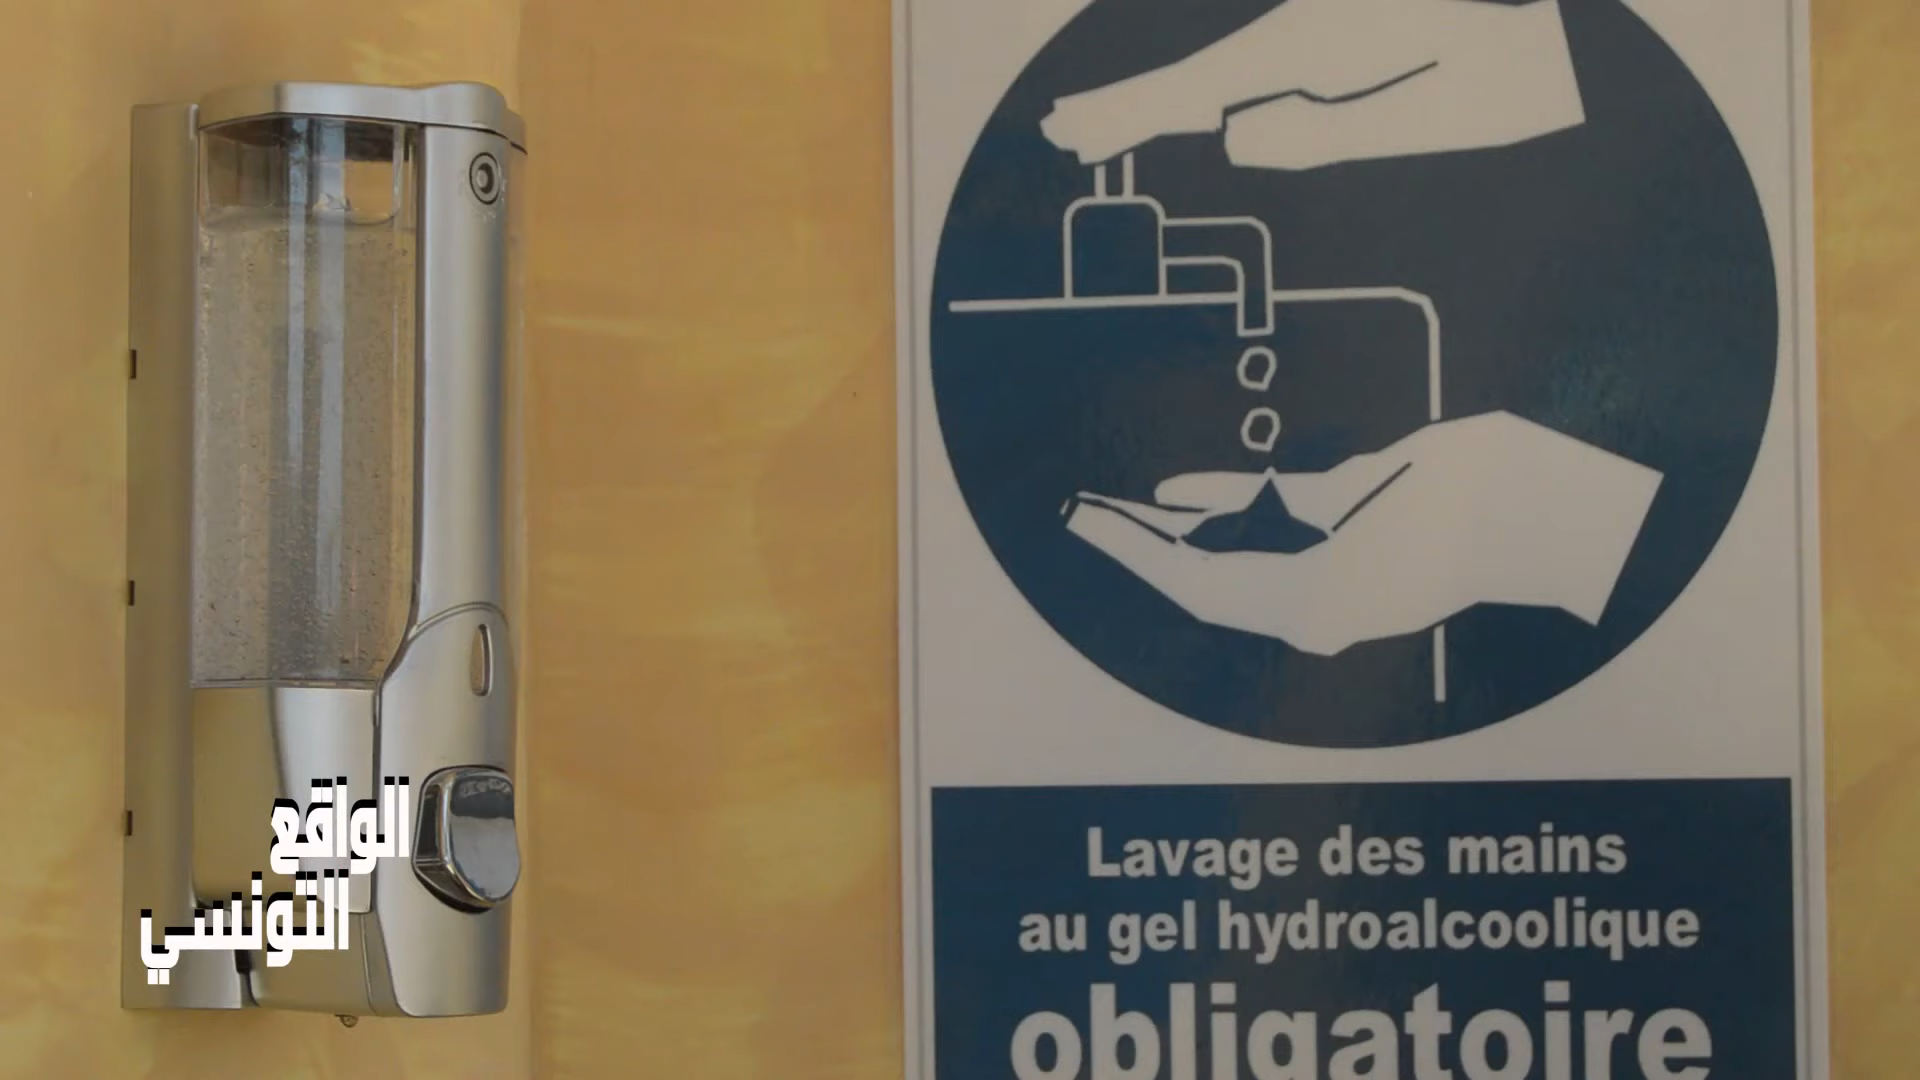 Lavage des mains
au gel hydroalcoolique
obligatoire
الواقع
التونسي